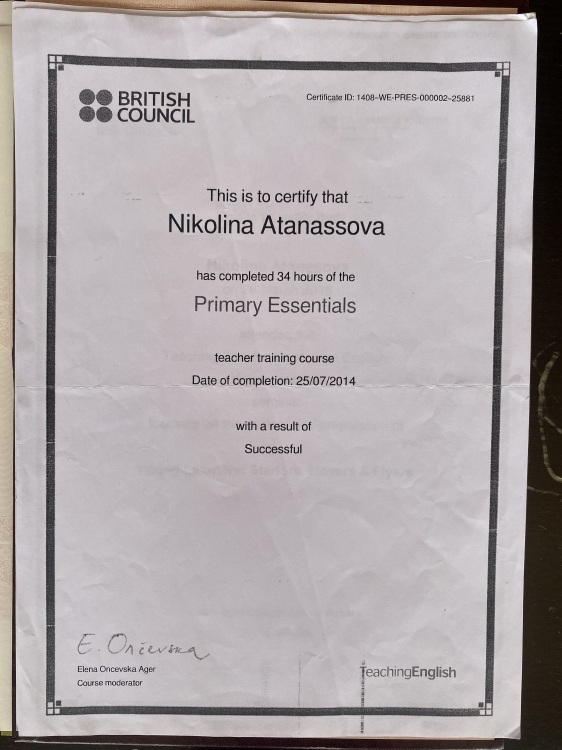 BRITISH
COUNCIL
Certificate ID: 1408-WE-PRES-000002-25881
This is to certify that
Nikolina Atanassova
has completed 34 hours of the
Primary Essentials
teacher training course
Date of completion: 25/07/2014
with a result of
Successful
E. Oncevska
Elena Oncevska Ager
Course moderator
TeachingEnglish